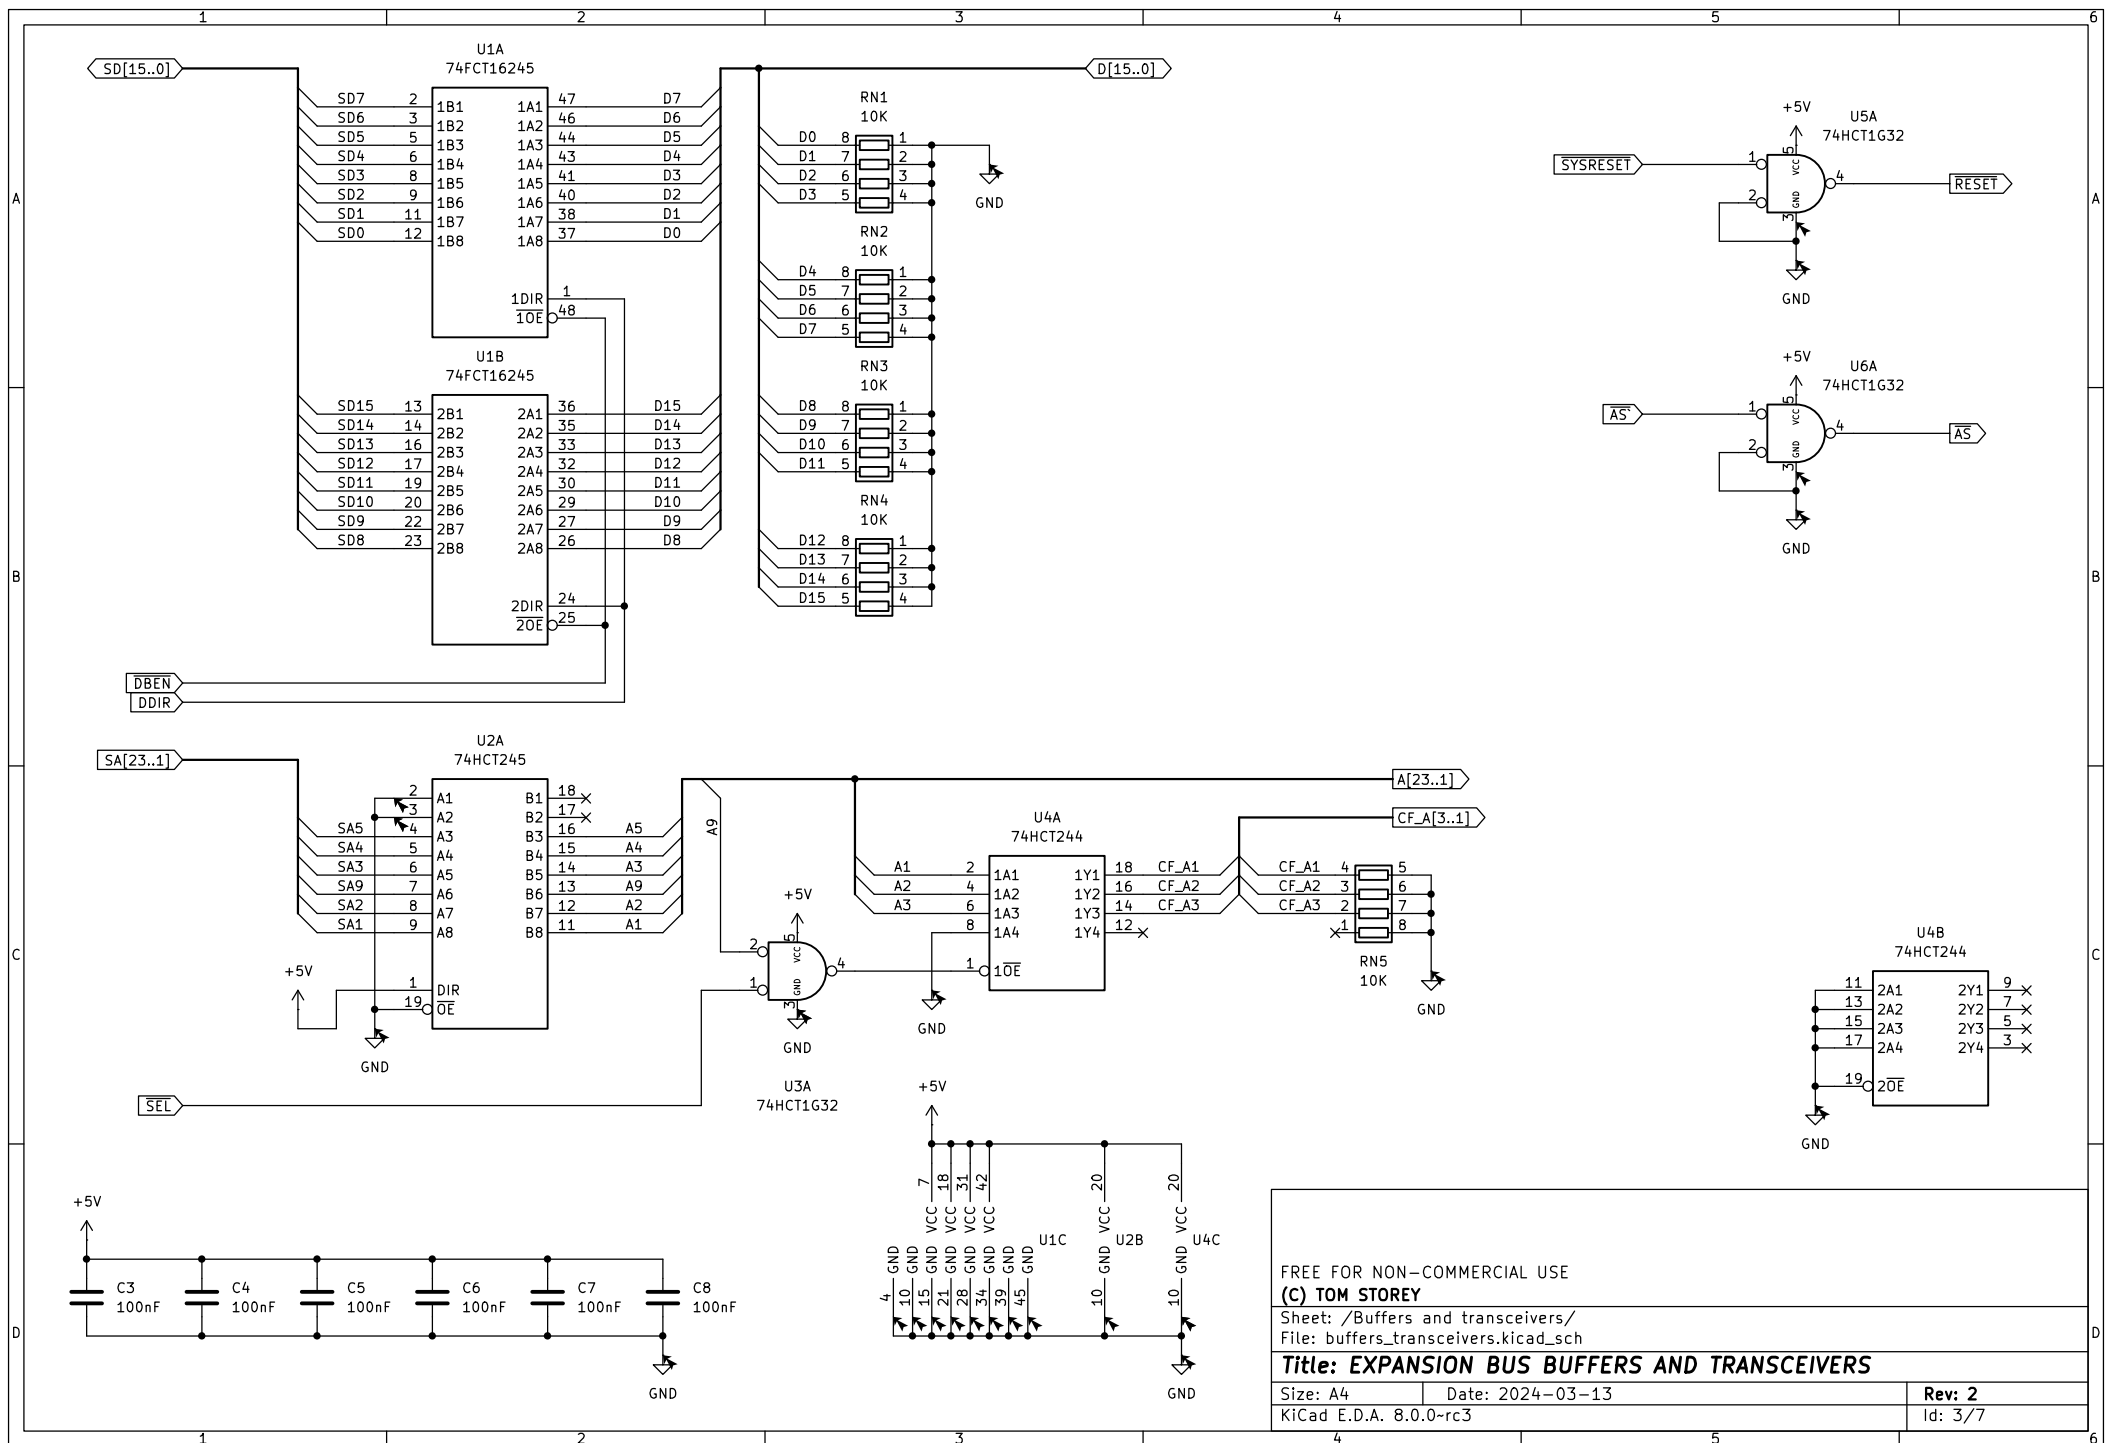 1 2 3 4 5 6
SD[15..0]
U1A
74FCT16245
D[15..0]
SD7 2 1B1 1A1 47 D7
SD6 3 1B2 1A2 46 D6
SD5 5 1B3 1A3 44 D5
SD4 6 1B4 1A4 43 D4
SD3 8 1B5 1A5 41 D3
SD2 9 1B6 1A6 40 D2
SD1 11 1B7 1A7 38 D1
SD0 12 1B8 1A8 37 D0
1DIR 1
1OE 48
RN1
10K
D0 8 1
D1 7 2
D2 6 3
D3 5 4
GND
RN2
10K
D4 8 1
D5 7 2
D6 6 3
D7 5 4
RN3
10K
D8 8 1
D9 7 2
D10 6 3
D11 5 4
RN4
10K
D12 8 1
D13 7 2
D14 6 3
D15 5 4
+5V
U5A
74HCT1G32
SYSRESET 1 5 VCC
2 GND 3
4 RESET
GND
+5V
U6A
74HCT1G32
AS` 1 5 VCC
2 GND 3
4 AS
GND
A A
U1B
74FCT16245
SD15 13 2B1 2A1 36 D15
SD14 14 2B2 2A2 35 D14
SD13 16 2B3 2A3 33 D13
SD12 17 2B4 2A4 32 D12
SD11 19 2B5 2A5 30 D11
SD10 20 2B6 2A6 29 D10
SD9 22 2B7 2A7 27 D9
SD8 23 2B8 2A8 26 D8
2DIR 24
2OE 25
B B
DBEN
DDIR
SA[23..1]
U2A
74HCT245
2 A1 B1 18
3 A2 B2 17
SA5 4 A3 B3 16 A5
SA4 5 A4 B4 15 A4
SA3 6 A5 B5 14 A3
SA9 7 A6 B6 13 A9
SA2 8 A7 B7 12 A2
SA1 9 A8 B8 11 A1
+5V
1 DIR
19 OE
GND
SEL
A9
+5V
2 5 VCC
1 GND 3
4
GND
U3A
74HCT1G32
A[23..1]
CF_A[3..1]
U4A
74HCT244
A1 2 1A1 1Y1 18 CF_A1
A2 4 1A2 1Y2 16 CF_A2
A3 6 1A3 1Y3 14 CF_A3
8 1A4 1Y4 12
1 1OE
GND
CF_A1 4 5
CF_A2 3 6
CF_A3 2 7
1 8
RN5
10K
GND
U4B
74HCT244
11 2A1 2Y1 9
13 2A2 2Y2 7
15 2A3 2Y3 5
17 2A4 2Y4 3
19 2OE
GND
C C
+5V
C3
100nF
C4
100nF
C5
100nF
C6
100nF
C7
100nF
C8
100nF
GND
+5V
7 18 31 42 20 20
VCC VCC VCC VCC VCC VCC
U1C U2B U4C
GND GND GND GND GND GND GND GND GND GND
4 10 15 21 28 34 39 45 10 10
GND
FREE FOR NON-COMMERCIAL USE
(C) TOM STOREY
Sheet: /Buffers and transceivers/
File: buffers_transceivers.kicad_sch
Title: EXPANSION BUS BUFFERS AND TRANSCEIVERS
Size: A4 Date: 2024-03-13 Rev: 2
KiCad E.D.A. 8.0.0~rc3 Id: 3/7
D D
1 2 3 4 5 6